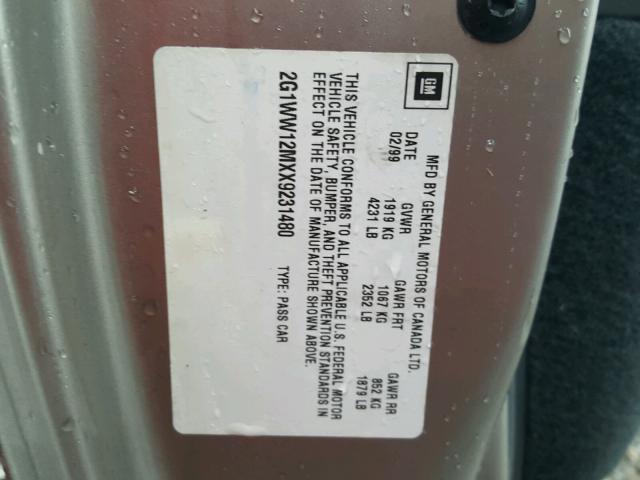 GM
MFD BY GENERAL MOTORS OF CANADA LTD.
DATE GVWR GAWR FRT GAWR RR
02/99 1919 KG 1067 KG 852 KG
4231 LB 2352 LB 1879 LB
THIS VEHICLE CONFORMS TO ALL APPLICABLE U.S. FEDERAL MOTOR
VEHICLE SAFETY, BUMPER, AND THEFT PREVENTION STANDARDS IN
EFFECT ON THE DATE OF MANUFACTURE SHOWN ABOVE.
2G1WW12MXX9231480 TYPE: PASS CAR